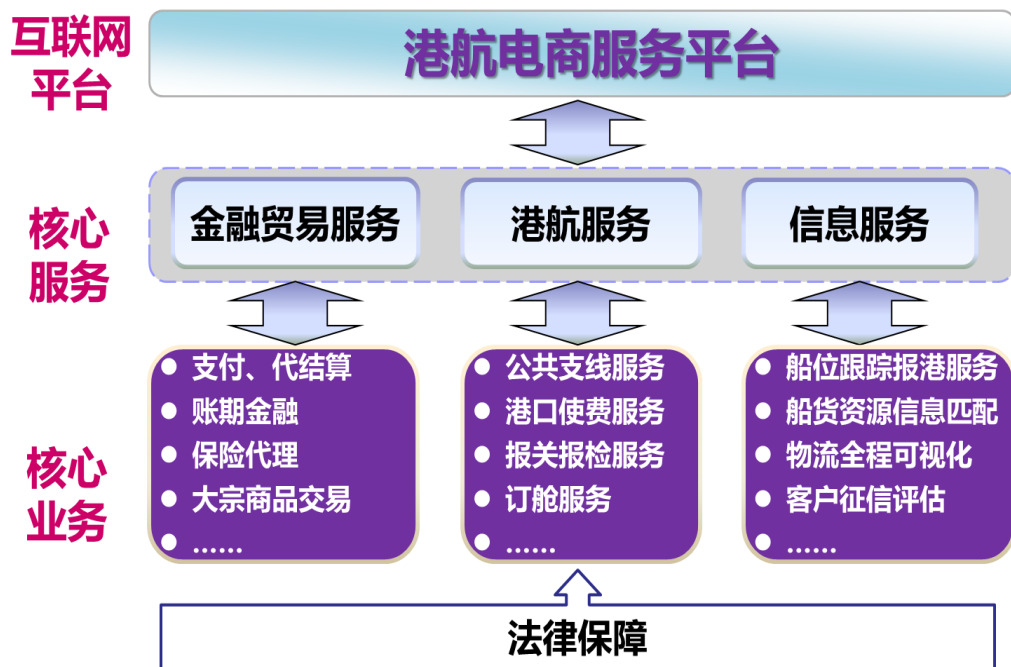 互联网
平台
港航电商服务平台
核心
服务
金融贸易服务
港航服务
信息服务
核心
业务
支付、代结算
账期金融
保险代理
大宗商品交易
......
公共支线服务
港口使费服务
报关报检服务
订舱服务
......
船位跟踪报港服务
船货资源信息匹配
物流全程可视化
客户征信评估
......
法律保障